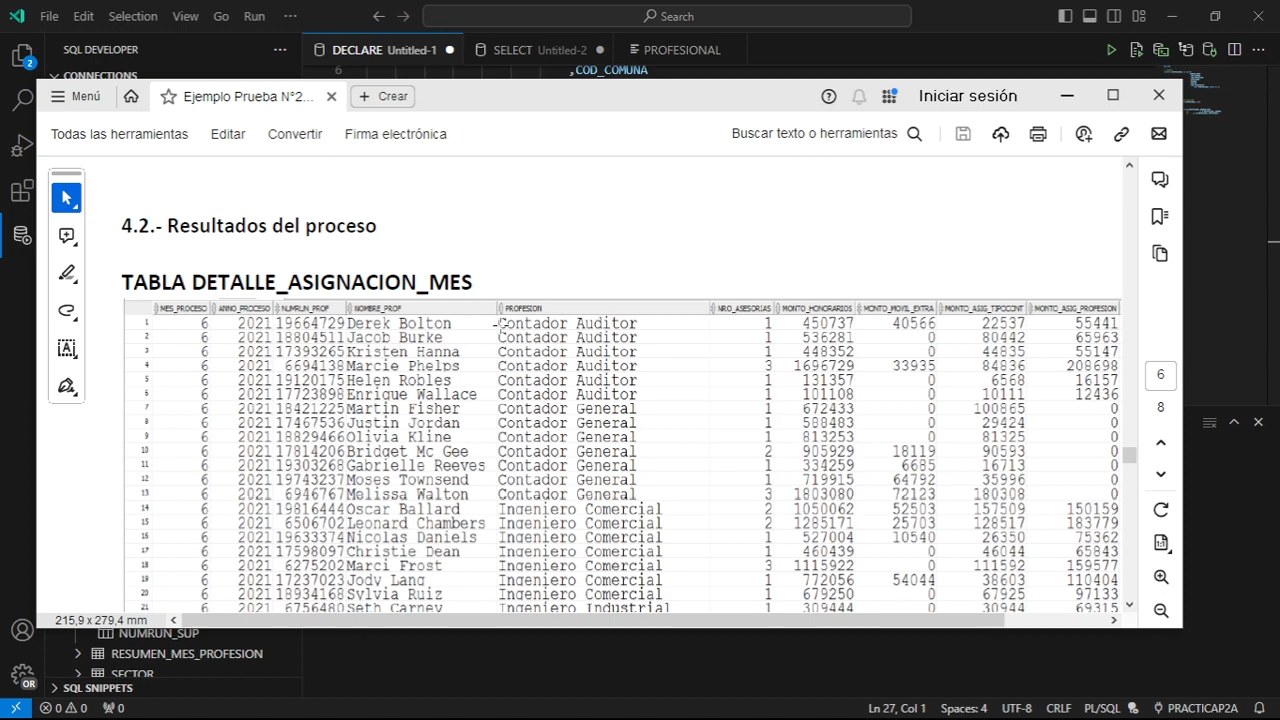 File Edit Selection View Go Run ··· Search
SQL DEVELOPER ··· DECLARE Untitled-1 SELECT Untitled-2 PROFESIONAL ···
2
CONNECTIONS
6 ,COD_COMUNA
Menú Ejemplo Prueba N°2... Crear Iniciar sesión
Todas las herramientas Editar Convertir Firma electrónica Buscar texto o herramientas
4.2.- Resultados del proceso
TABLA DETALLE_ASIGNACION_MES
MES_PROCESO ANNO_PROCESO NUMRUN_PROF NOMBRE_PROF PROFESION NRO_ASESORIAS MONTO_HONORARIOS MONTO_MOVIL_EXTRA MONTO_ASIG_TIPOCONT MONTO_ASIG_PROFESION
1 6 2021 19664729 Derek Bolton Contador Auditor 1 450737 40566 22537 55441
2 6 2021 18804511 Jacob Burke Contador Auditor 1 536281 0 80442 65963
3 6 2021 17393265 Kristen Hanna Contador Auditor 1 448352 0 44835 55147
4 6 2021 6694138 Marcie Phelps Contador Auditor 3 1696729 33935 84836 208698
5 6 2021 19120175 Helen Robles Contador Auditor 1 131357 0 6568 16157
6 6 2021 17723898 Enrique Wallace Contador Auditor 1 101108 0 10111 12436
7 6 2021 18421225 Martin Fisher Contador General 1 672433 0 100865 0
8 6 2021 17467536 Justin Jordan Contador General 1 588483 0 29424 0
9 6 2021 18829466 Olivia Kline Contador General 1 813253 0 81325 0
10 6 2021 17814206 Bridget Mc Gee Contador General 2 905929 18119 90593 0
11 6 2021 19303268 Gabrielle Reeves Contador General 1 334259 6685 16713 0
12 6 2021 19743237 Moses Townsend Contador General 1 719915 64792 35996 0
13 6 2021 6946767 Melissa Walton Contador General 3 1803080 72123 180308 0
14 6 2021 19816444 Oscar Ballard Ingeniero Comercial 2 1050062 52503 157509 150159
15 6 2021 6506702 Leonard Chambers Ingeniero Comercial 2 1285171 25703 128517 183779
16 6 2021 19633374 Nicolas Daniels Ingeniero Comercial 1 527004 10540 26350 75362
17 6 2021 17598097 Christie Dean Ingeniero Comercial 1 460439 0 46044 65843
18 6 2021 6275202 Marci Frost Ingeniero Comercial 3 1115922 0 111592 159577
19 6 2021 17237023 Jody Lang Ingeniero Comercial 1 772056 54044 38603 110404
20 6 2021 18934168 Sylvia Ruiz Ingeniero Comercial 1 679250 0 67925 97133
21 6 2021 6756480 Seth Carney Ingeniero Industrial 1 309444 0 30944 69315
6
8
215,9 x 279,4 mm
NUMRUN_SUP
RESUMEN_MES_PROFESION
SECTOR
OR
SQL SNIPPETS
0 0 0 Ln 27, Col 1 Spaces: 4 UTF-8 CRLF PL/SQL PRACTICAP2A